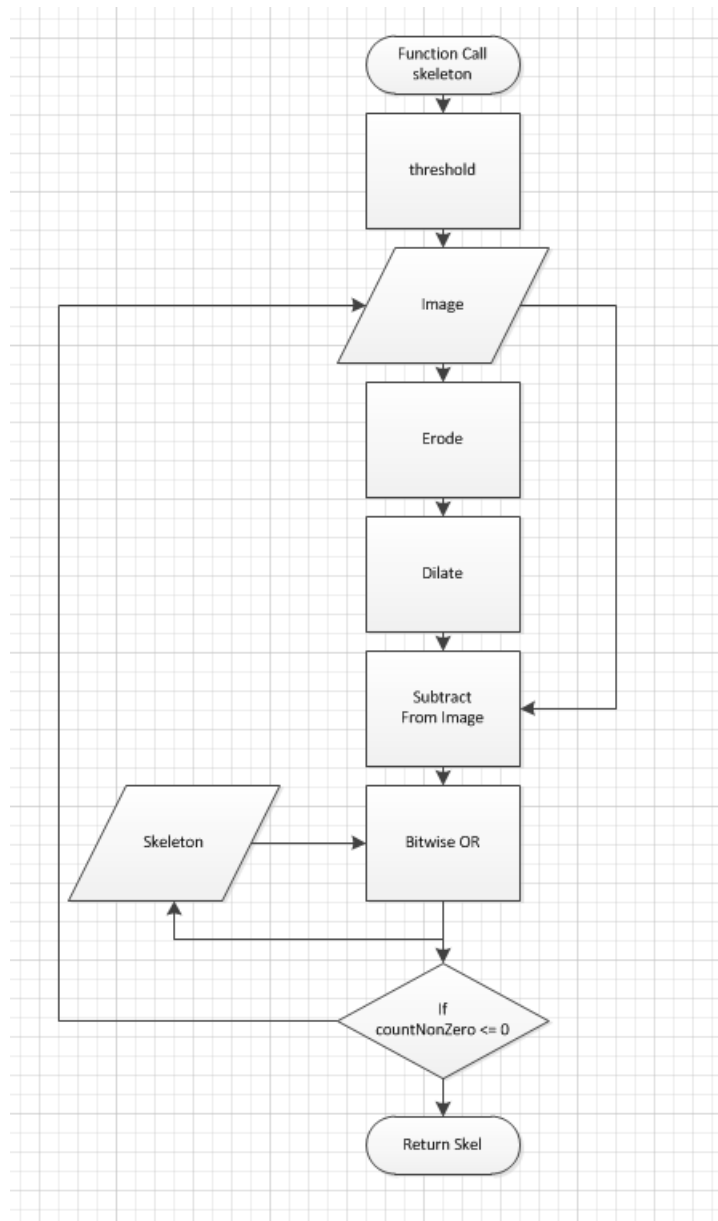 Function Call
skeleton
threshold
Image
Erode
Dilate
Subtract
From Image
Skeleton
Bitwise OR
If
countNonZero <= 0
Return Skel